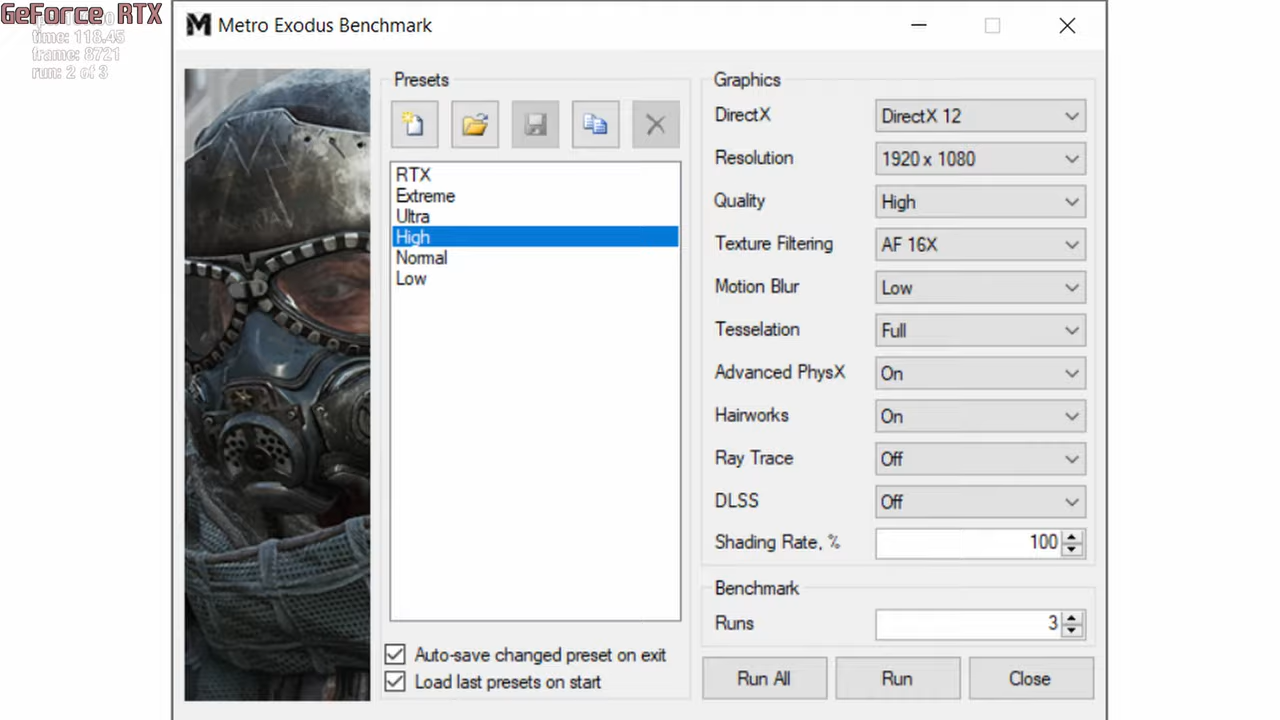 GeForce RTX
time: 118.45
frame: 8721
run: 2 of 3
Metro Exodus Benchmark
Presets
RTX
Extreme
Ultra
High
Normal
Low
Auto-save changed preset on exit
Load last presets on start
Graphics
DirectX DirectX 12
Resolution 1920 x 1080
Quality High
Texture Filtering AF 16X
Motion Blur Low
Tesselation Full
Advanced PhysX On
Hairworks On
Ray Trace Off
DLSS Off
Shading Rate, % 100
Benchmark
Runs 3
Run All Run Close